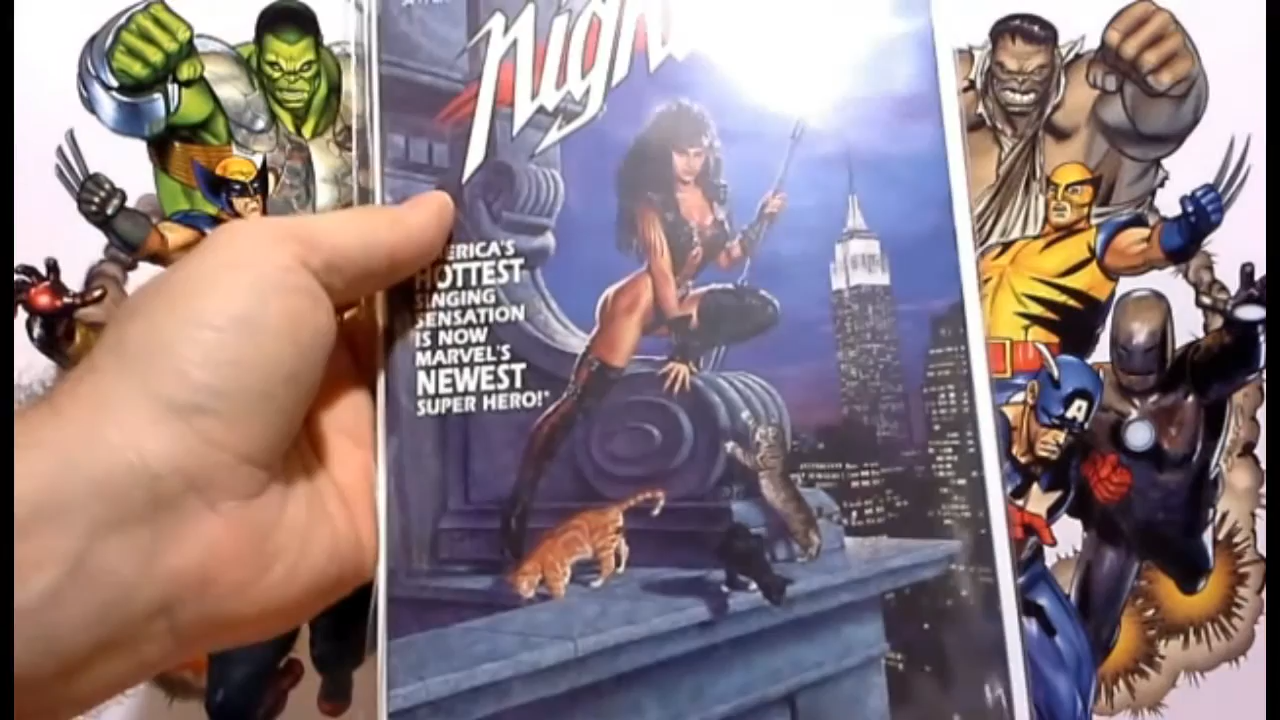 Nigh
ERICA'S
HOTTEST
SINGING
SENSATION
IS NOW
MARVEL'S
NEWEST
SUPER HERO!"
A